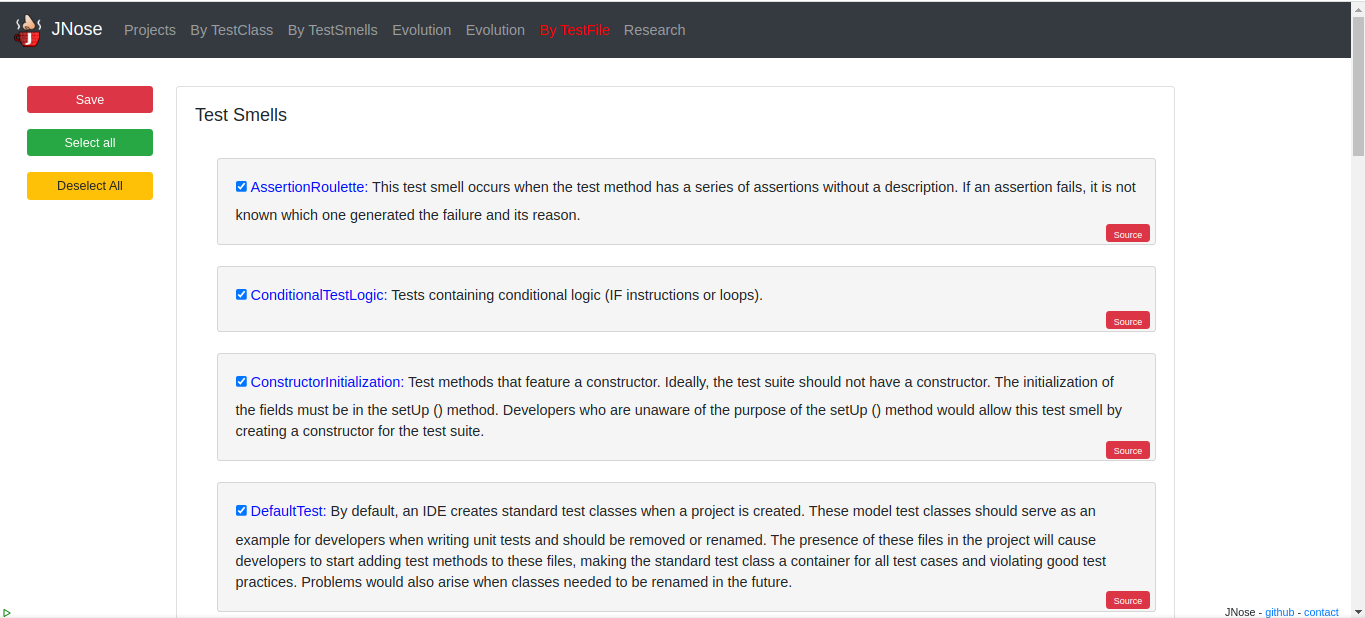 JNose Projects By TestClass By TestSmells Evolution Evolution By TestFile Research
Save
Select all
Deselect All
Test Smells
AssertionRoulette: This test smell occurs when the test method has a series of assertions without a description. If an assertion fails, it is not
known which one generated the failure and its reason.
Source
ConditionalTestLogic: Tests containing conditional logic (IF instructions or loops).
Source
ConstructorInitialization: Test methods that feature a constructor. Ideally, the test suite should not have a constructor. The initialization of
the fields must be in the setUp () method. Developers who are unaware of the purpose of the setUp () method would allow this test smell by
creating a constructor for the test suite.
Source
DefaultTest: By default, an IDE creates standard test classes when a project is created. These model test classes should serve as an
example for developers when writing unit tests and should be removed or renamed. The presence of these files in the project will cause
developers to start adding test methods to these files, making the standard test class a container for all test cases and violating good test
practices. Problems would also arise when classes needed to be renamed in the future.
Source
JNose - github - contact